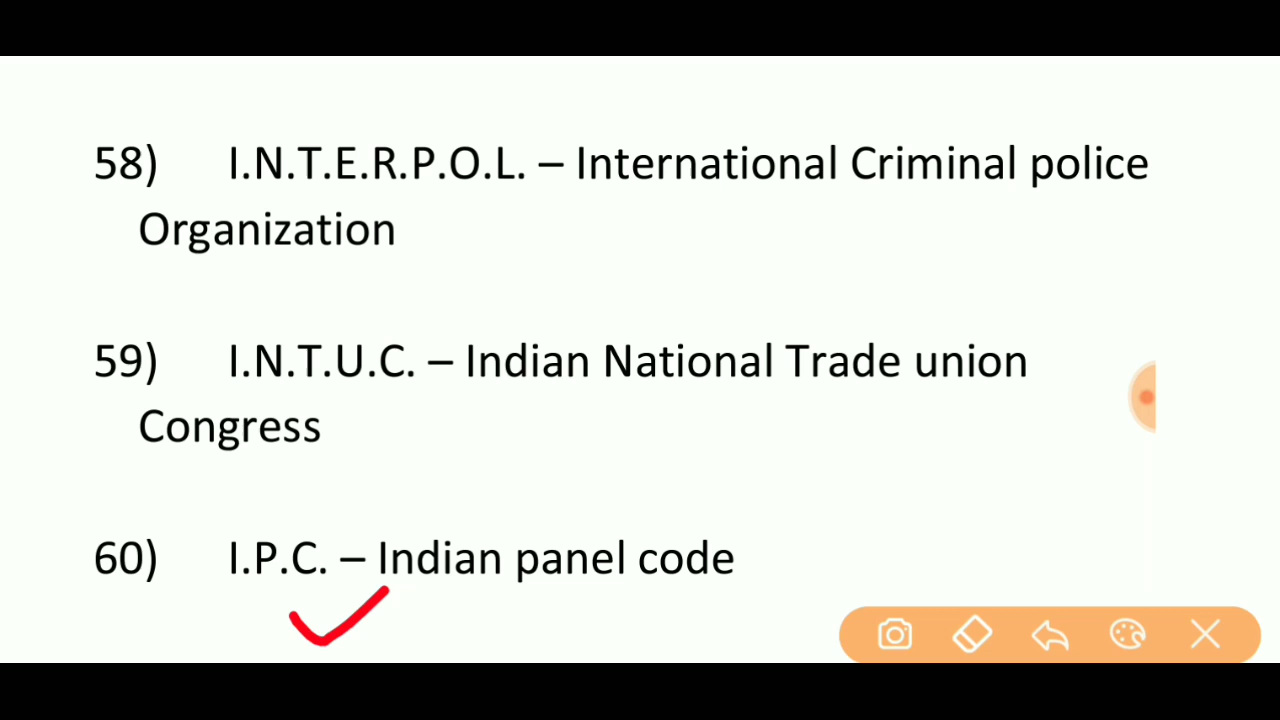 58) I.N.T.E.R.P.O.L. – International Criminal police
Organization
59) I.N.T.U.C. – Indian National Trade union
Congress
60) I.P.C. – Indian panel code